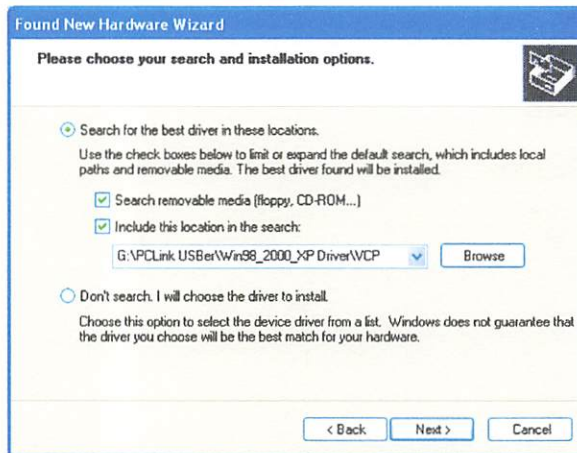 Found New Hardware Wizard
Please choose your search and installation options.
Search for the best driver in these locations.
Use the check boxes below to limit or expand the default search, which includes local
paths and removable media. The best driver found will be installed.
Search removable media (floppy, CD-ROM...)
Include this location in the search:
G:\PCLink USBer\Win98_2000_XP Driver\VCP
Browse
Don't search. I will choose the driver to install.
Choose this option to select the device driver from a list. Windows does not guarantee that
the driver you choose will be the best match for your hardware.
< Back
Next >
Cancel